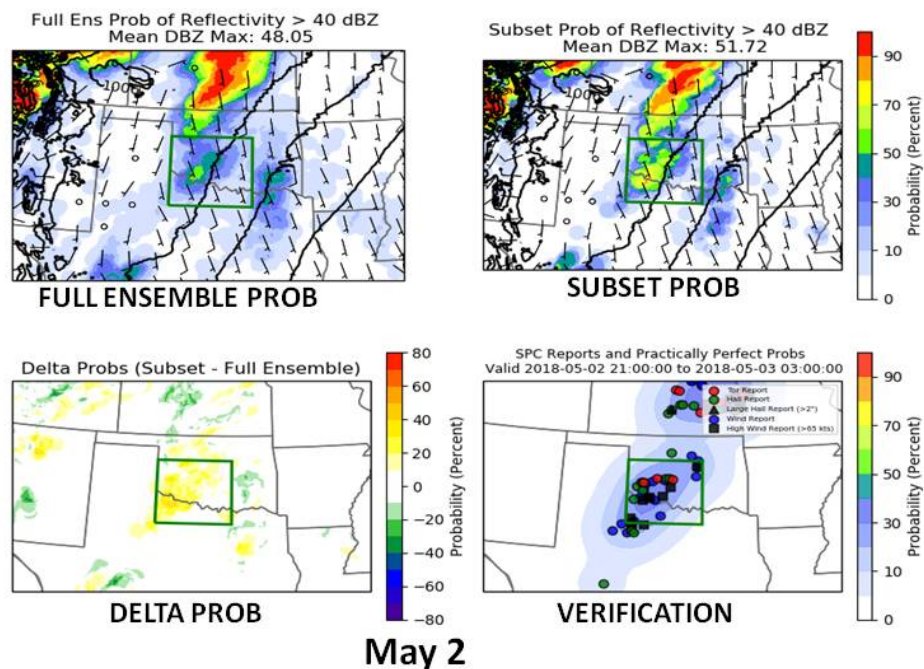 Full Ens Prob of Reflectivity > 40 dBZ
Mean DBZ Max: 48.05
100
FULL ENSEMBLE PROB
Subset Prob of Reflectivity > 40 dBZ
Mean DBZ Max: 51.72
100
SUBSET PROB
90
70
50
30
10
0
Probability (Percent)
Delta Probs (Subset - Full Ensemble)
80
60
40
20
0
−20
−40
−60
−80
Probability (Percent)
DELTA PROB
SPC Reports and Practically Perfect Probs
Valid 2018-05-02 21:00:00 to 2018-05-03 03:00:00
Tor Report
Hail Report
Large Hail Report (>2")
Wind Report
High Wind Report (>65 kts)
VERIFICATION
90
70
50
30
10
0
Probability (Percent)
May 2